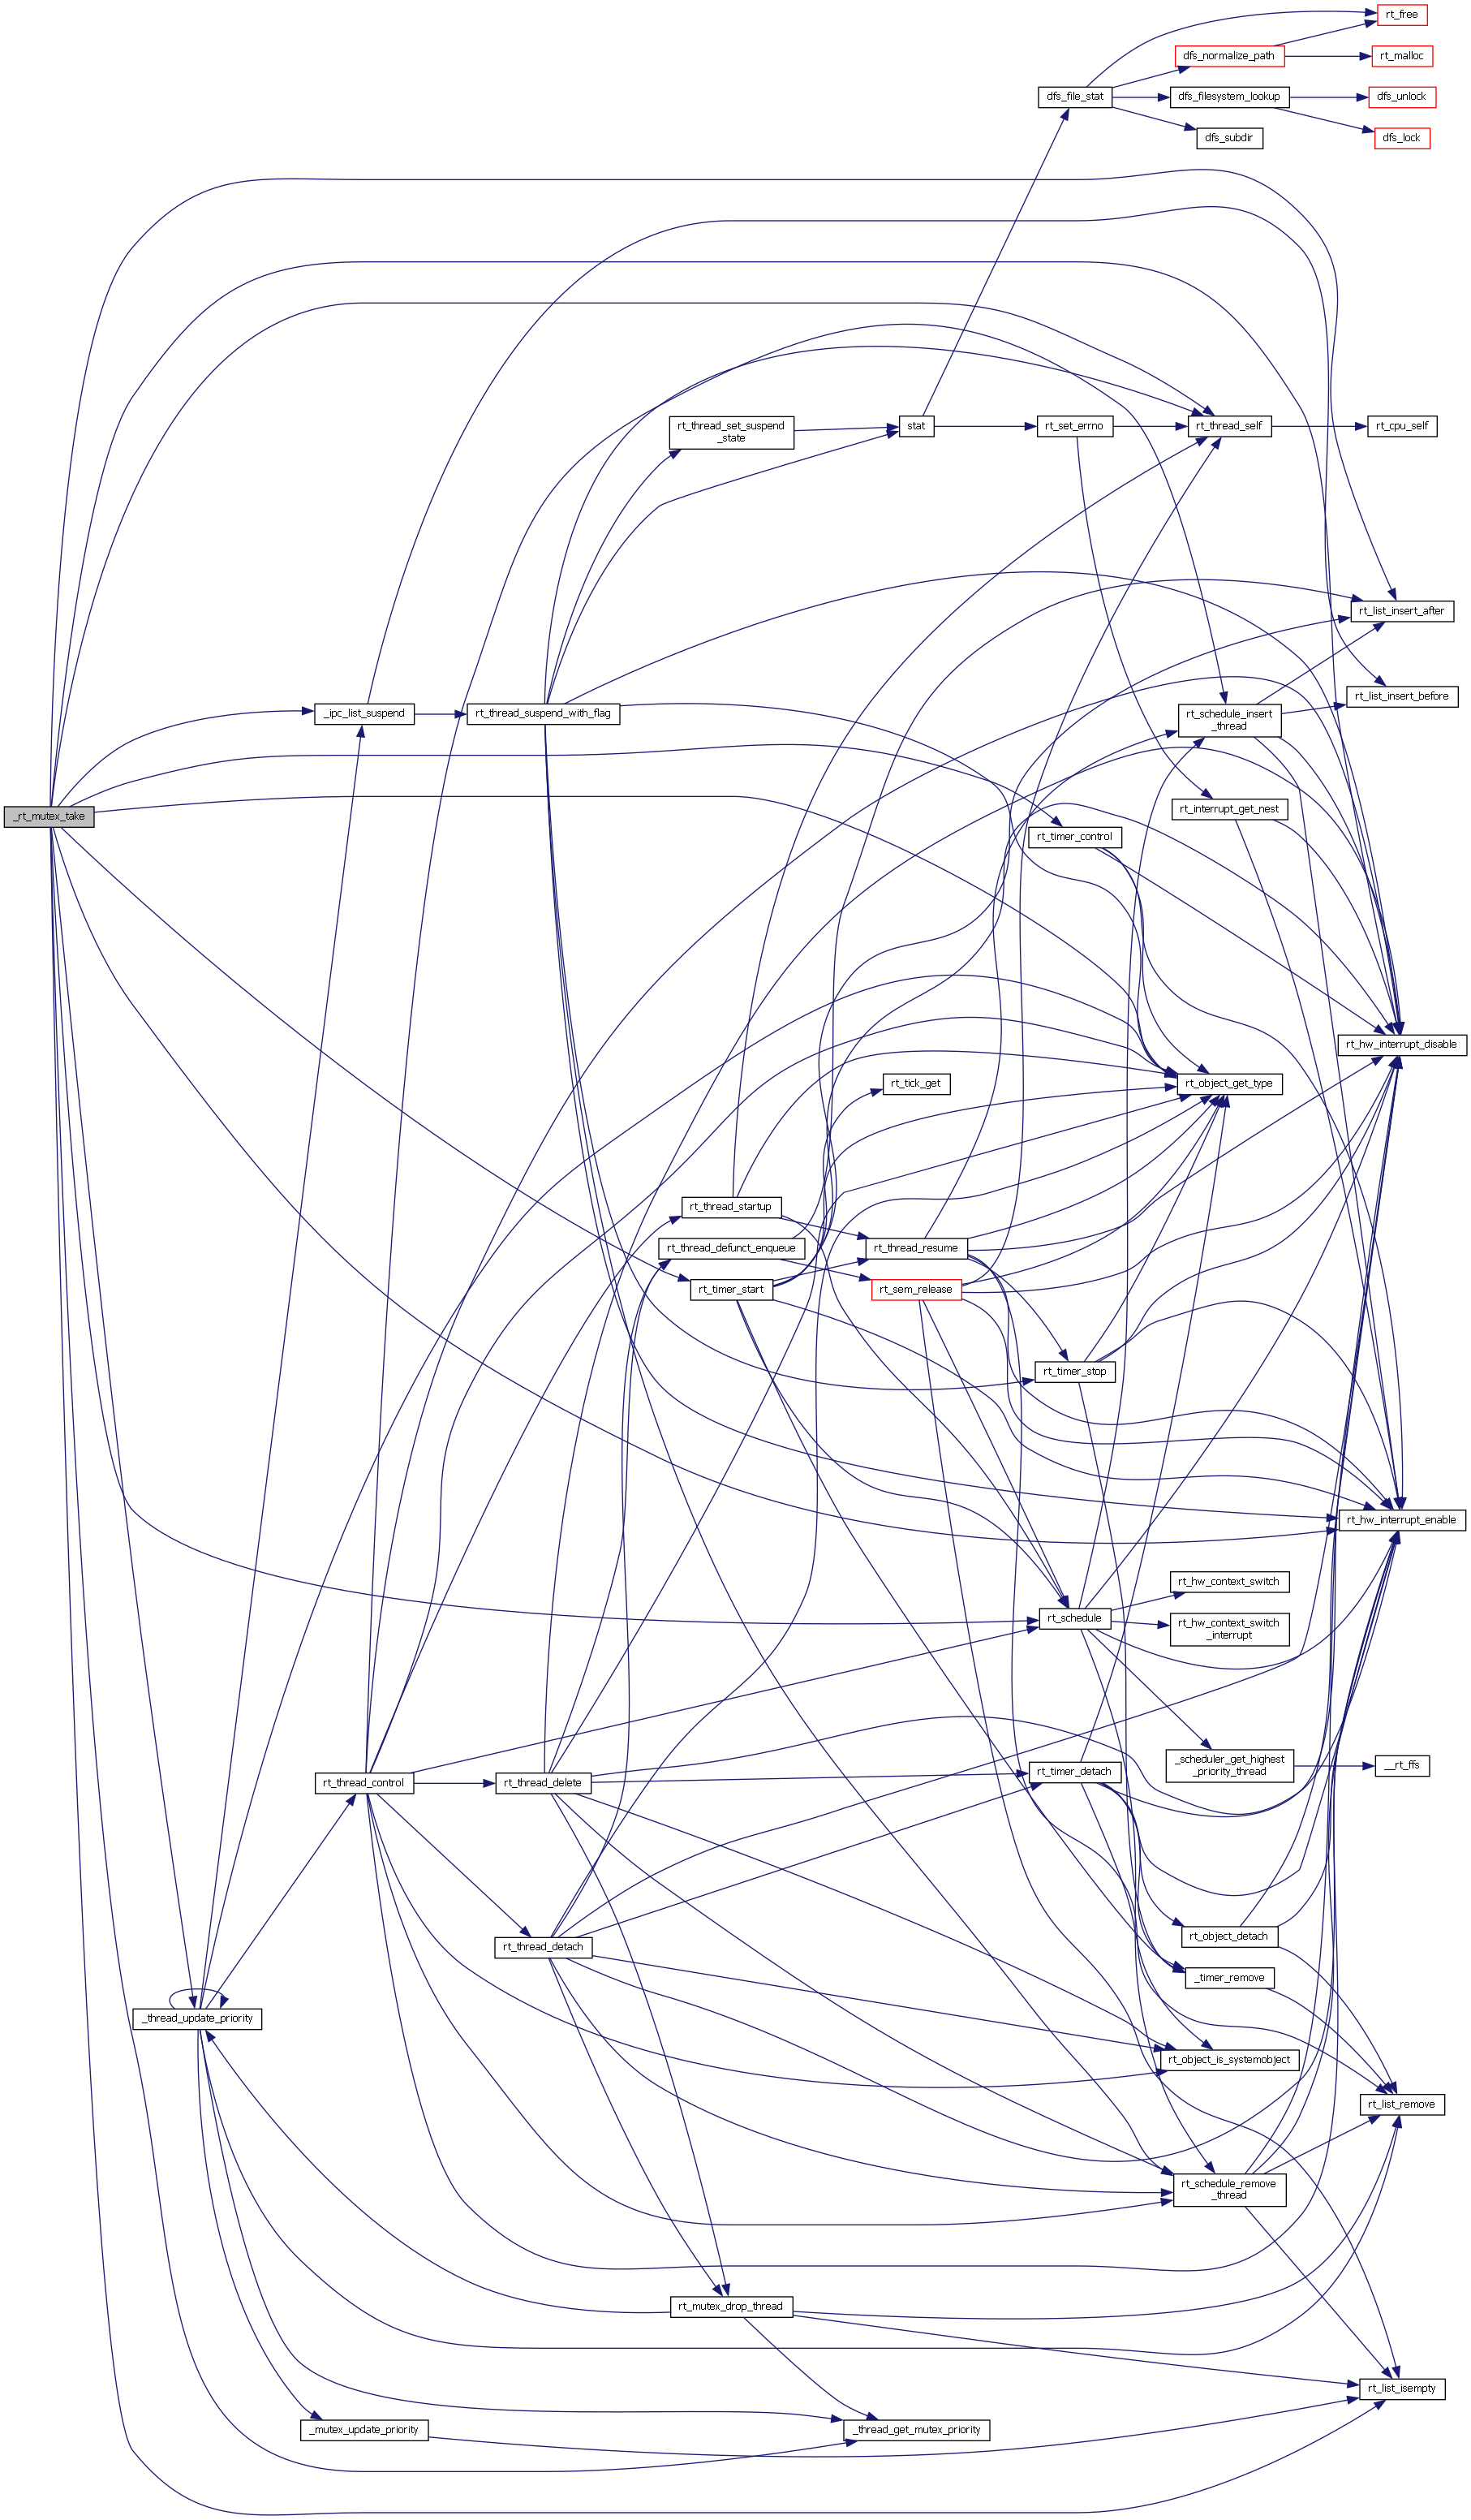 rt_free
dfs_normalize_path
rt_malloc
dfs_file_stat
dfs_filesystem_lookup
dfs_unlock
dfs_subdir
dfs_lock
rt_thread_set_suspend
_state
stat
rt_set_errno
rt_thread_self
rt_cpu_self
rt_list_insert_after
rt_list_insert_before
_ipc_list_suspend
rt_thread_suspend_with_flag
rt_schedule_insert
_thread
_rt_mutex_take
rt_interrupt_get_nest
rt_timer_control
rt_hw_interrupt_disable
rt_tick_get
rt_object_get_type
rt_thread_startup
rt_thread_defunct_enqueue
rt_thread_resume
rt_timer_start
rt_sem_release
rt_timer_stop
rt_hw_interrupt_enable
rt_hw_context_switch
rt_schedule
rt_hw_context_switch
_interrupt
_scheduler_get_highest
_priority_thread
__rt_ffs
rt_thread_control
rt_thread_delete
rt_timer_detach
rt_thread_detach
rt_object_detach
_timer_remove
_thread_update_priority
rt_object_is_systemobject
rt_list_remove
rt_schedule_remove
_thread
rt_mutex_drop_thread
rt_list_isempty
_mutex_update_priority
_thread_get_mutex_priority